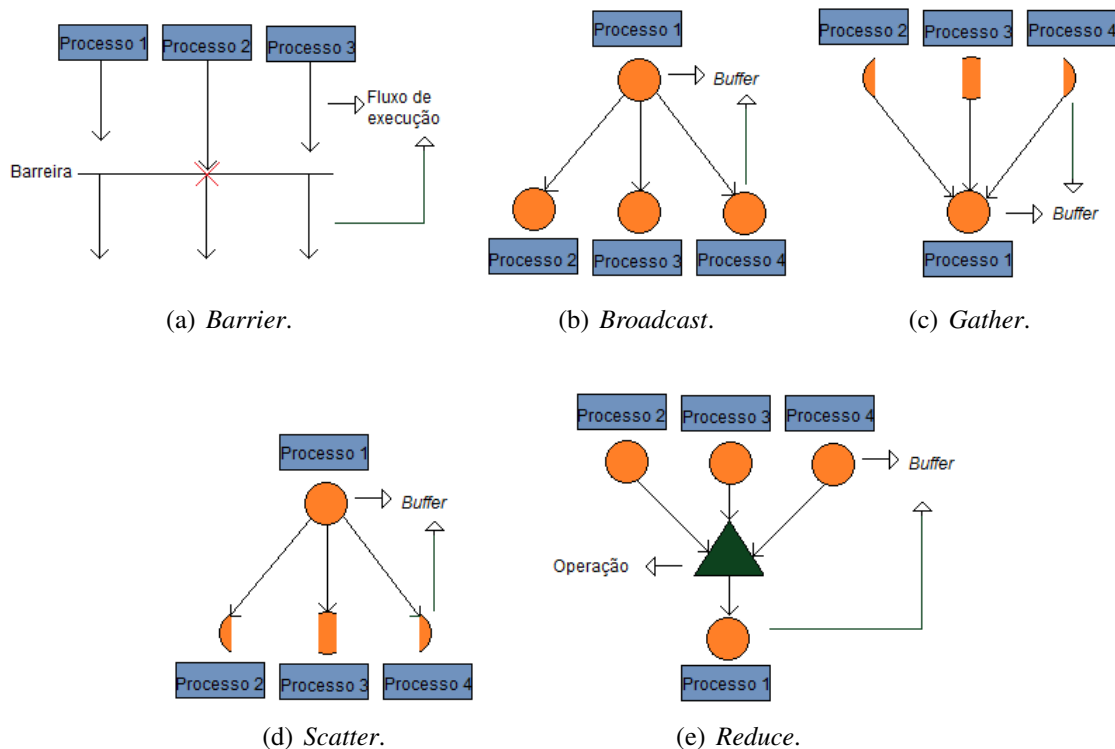 Processo 1
Processo 2
Processo 3
Fluxo de
execução
Barreira
(a) Barrier.
Processo 1
Buffer
Processo 2
Processo 3
Processo 4
(b) Broadcast.
Processo 2
Processo 3
Processo 4
Buffer
Processo 1
(c) Gather.
Processo 1
Buffer
Processo 2
Processo 3
Processo 4
(d) Scatter.
Processo 2
Processo 3
Processo 4
Buffer
Operação
Processo 1
(e) Reduce.